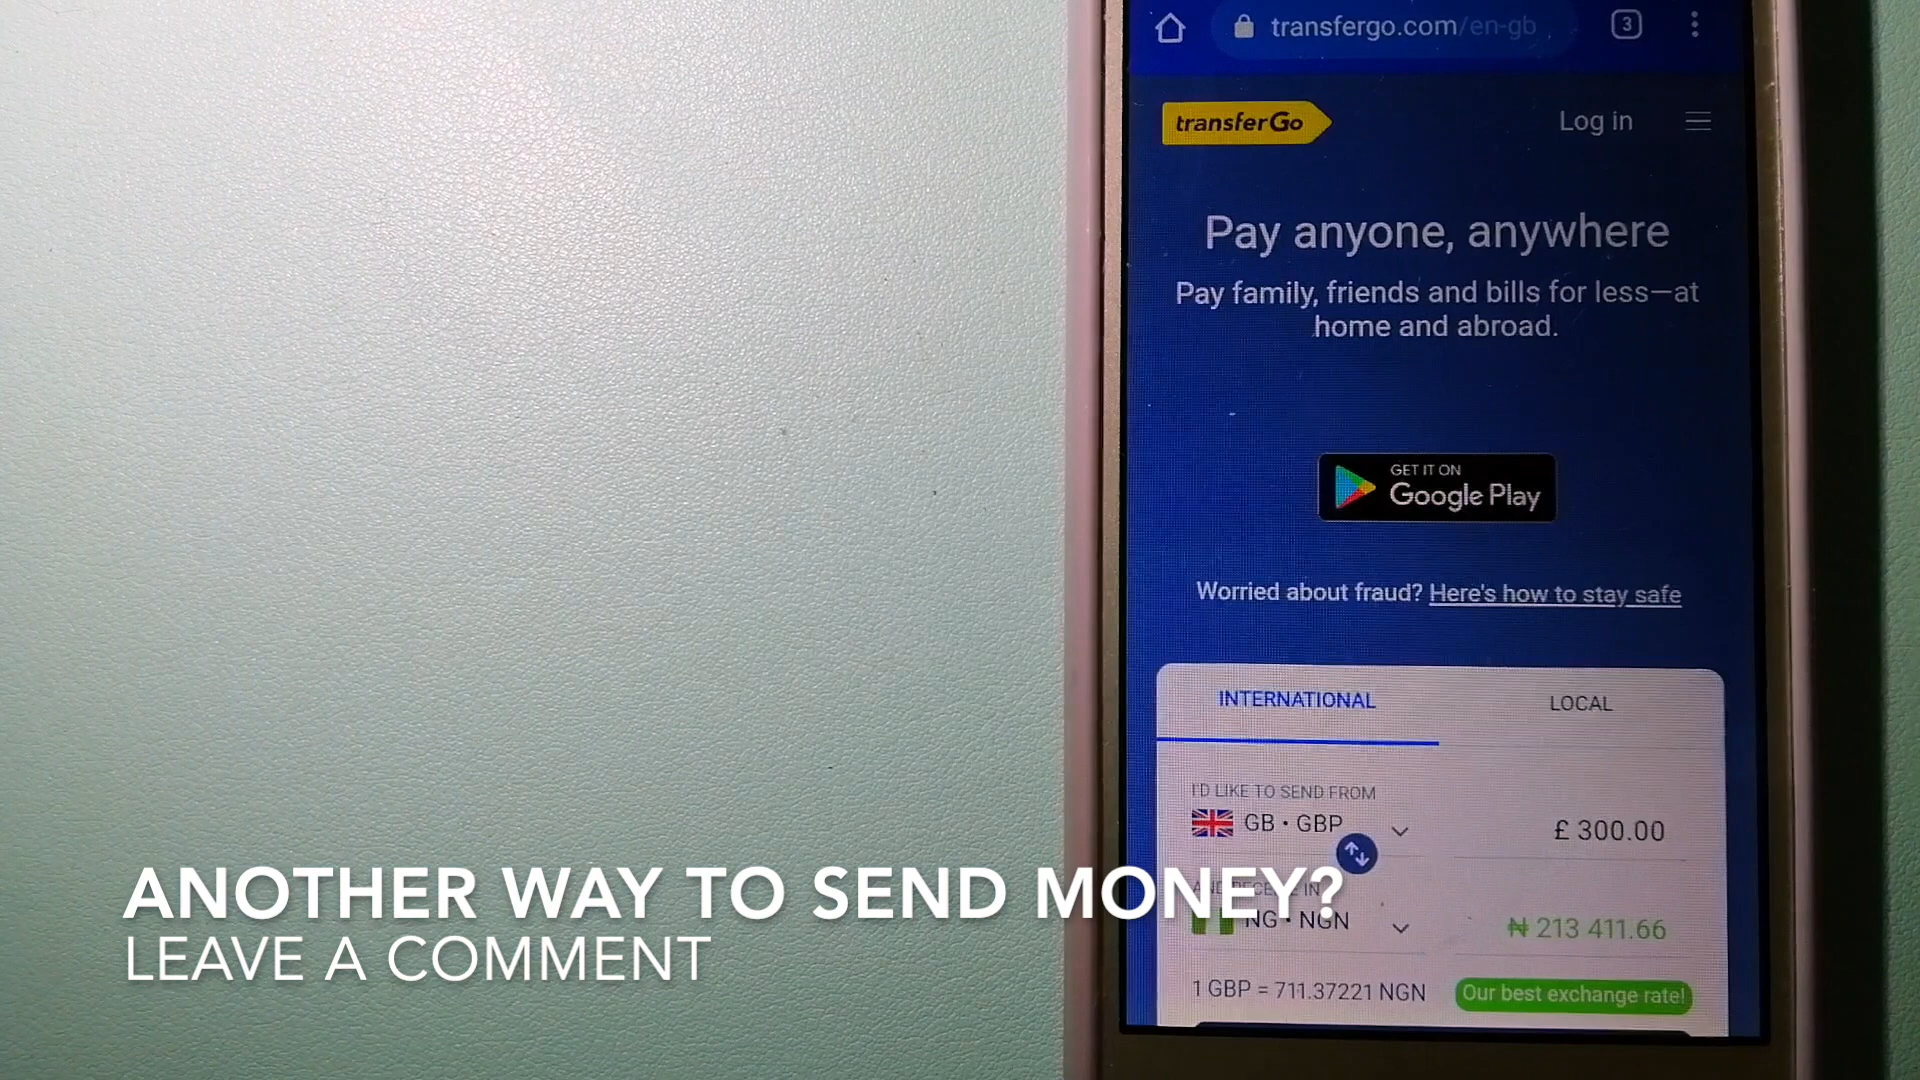 transfergo.com/en-gb
3
transferGo
Log in
Pay anyone, anywhere
Pay family, friends and bills for less—at
home and abroad.
GET IT ON
Google Play
Worried about fraud? Here's how to stay safe
INTERNATIONAL
LOCAL
I'D LIKE TO SEND FROM
GB • GBP
£ 300.00
AND RECEIVE IN
NG • NGN
₦ 213 411.66
1 GBP = 711.37221 NGN
Our best exchange rate!
ANOTHER WAY TO SEND MONEY?
LEAVE A COMMENT